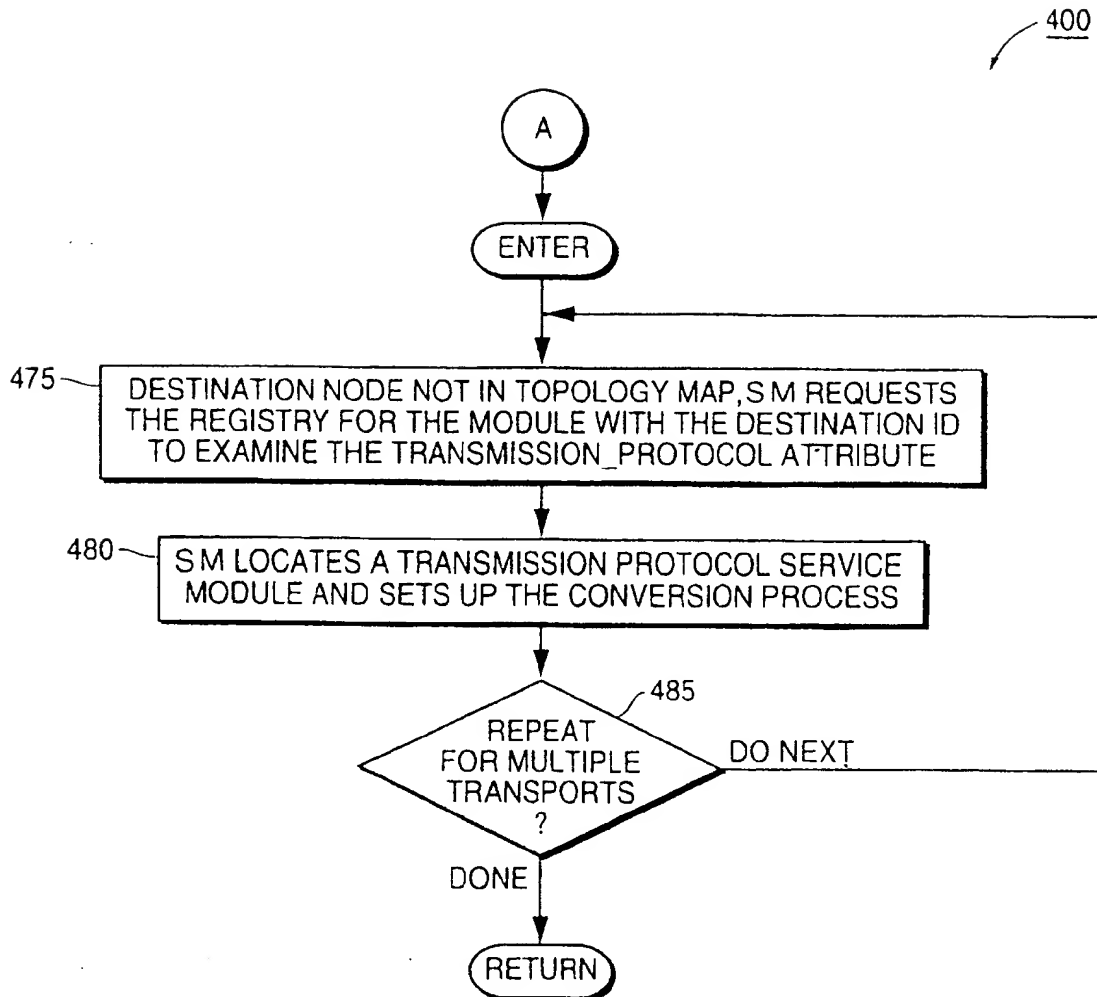 400
A
ENTER
475
DESTINATION NODE NOT IN TOPOLOGY MAP, SM REQUESTS
THE REGISTRY FOR THE MODULE WITH THE DESTINATION ID
TO EXAMINE THE TRANSMISSION_PROTOCOL ATTRIBUTE
480
SM LOCATES A TRANSMISSION PROTOCOL SERVICE
MODULE AND SETS UP THE CONVERSION PROCESS
485
REPEAT
FOR MULTIPLE
TRANSPORTS
?
DO NEXT
DONE
RETURN